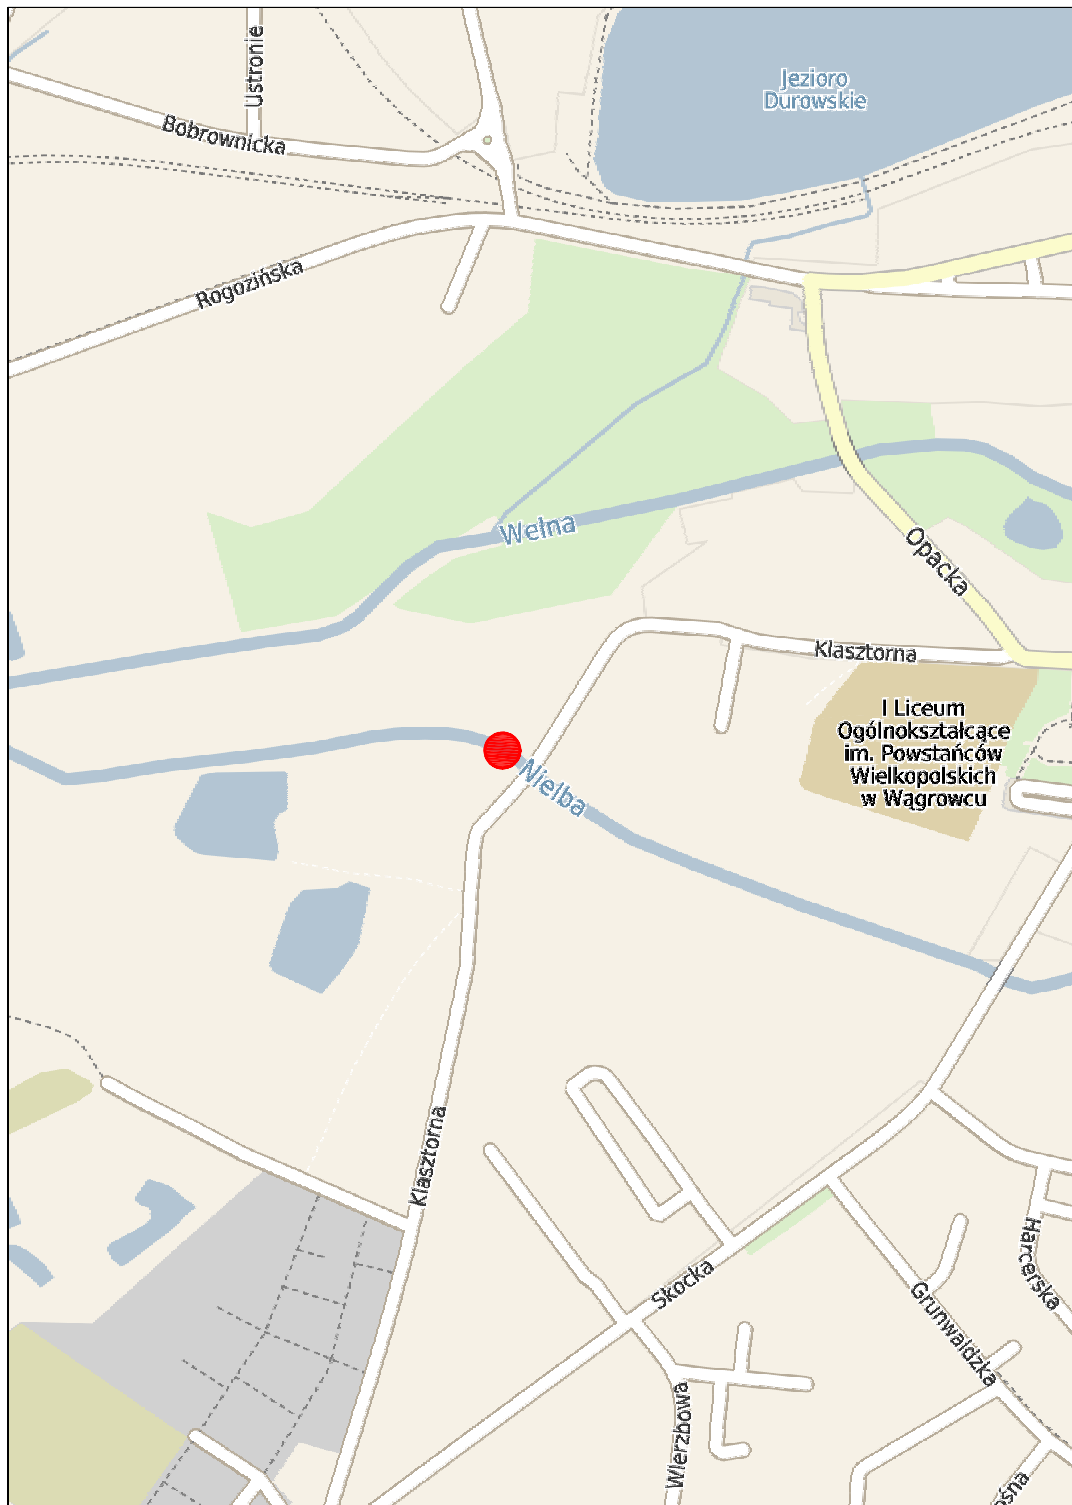 Ustronie
Jezioro
Durowskie
Bobrownicka
Rogozińska
Wełna
Opacka
Klasztorna
I Liceum
Ogólnokształcące
im. Powstańców
Wielkopolskich
w Wągrowcu
Nielba
Klasztorna
Skocka
Harcerska
Grunwaldzka
Wierzbowa
ośna